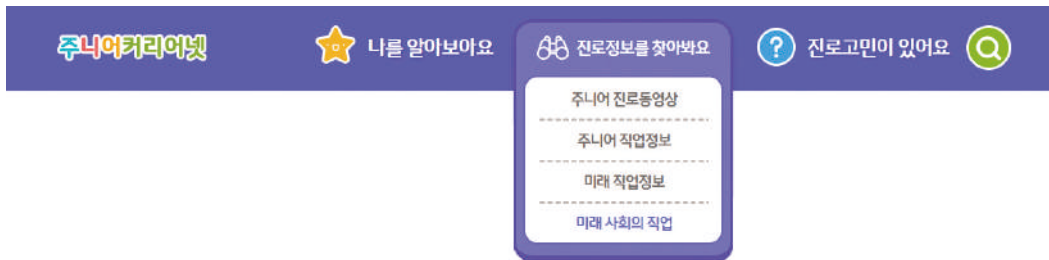 주니어커리어넷
나를 알아보아요
진로정보를 찾아봐요
진로고민이 있어요
주니어 진로동영상
주니어 직업정보
미래 직업정보
미래 사회의 직업